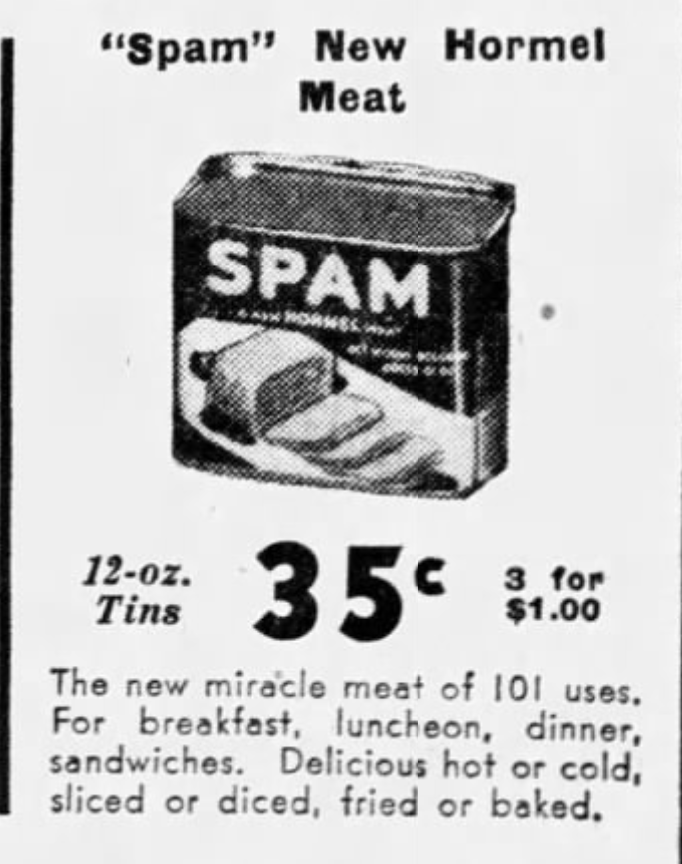 “Spam” New Hormel
Meat
SPAM
HORMEL
12-oz.
Tins
35c
3 for
$1.00
The new miracle meat of 101 uses.
For breakfast, luncheon, dinner,
sandwiches. Delicious hot or cold,
sliced or diced, fried or baked.